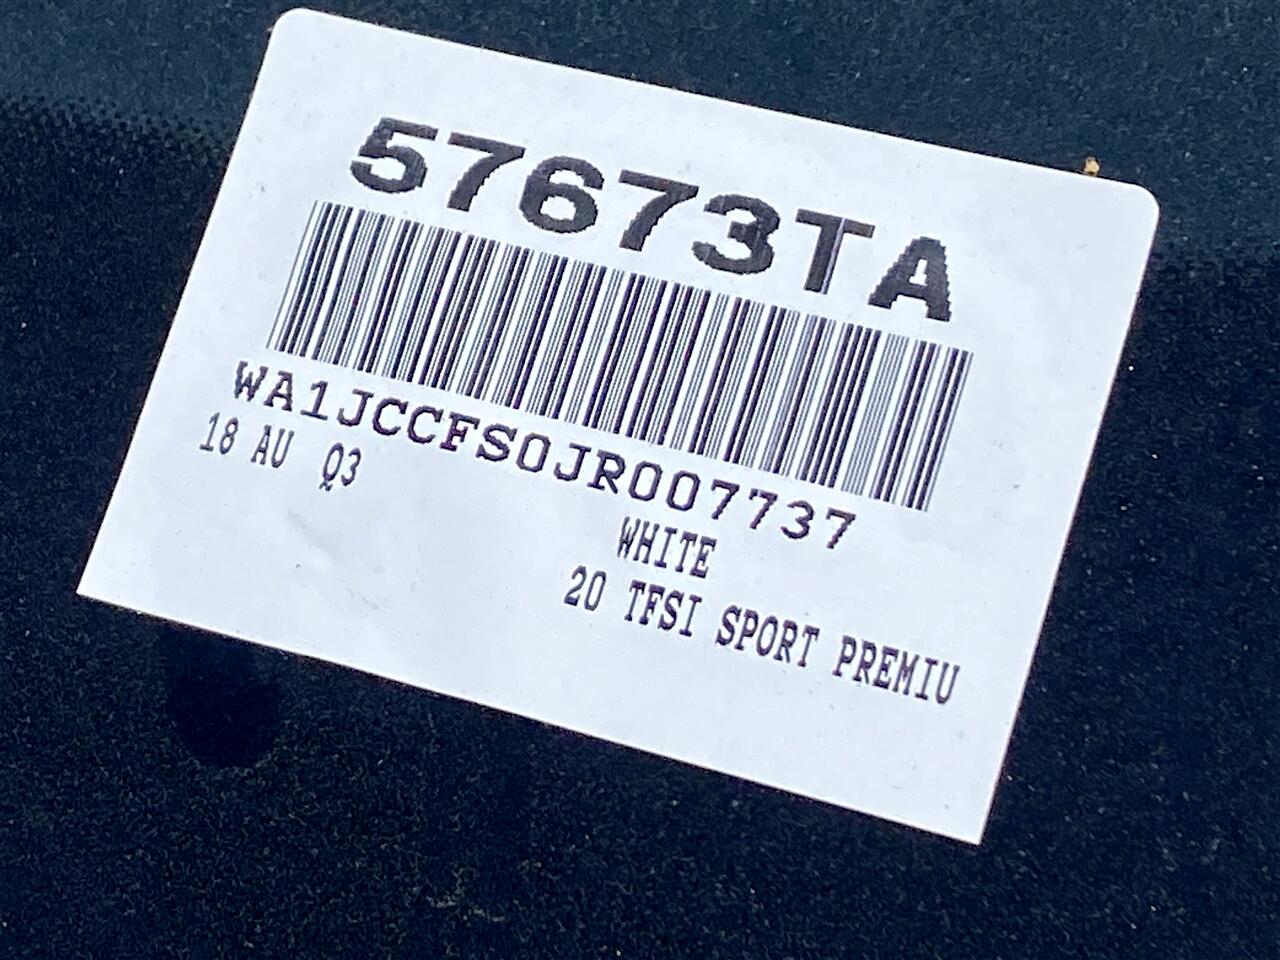 57673TA
WA1JCCFS0JR007737
18 AU Q3
WHITE
20 TFSI SPORT PREMIU